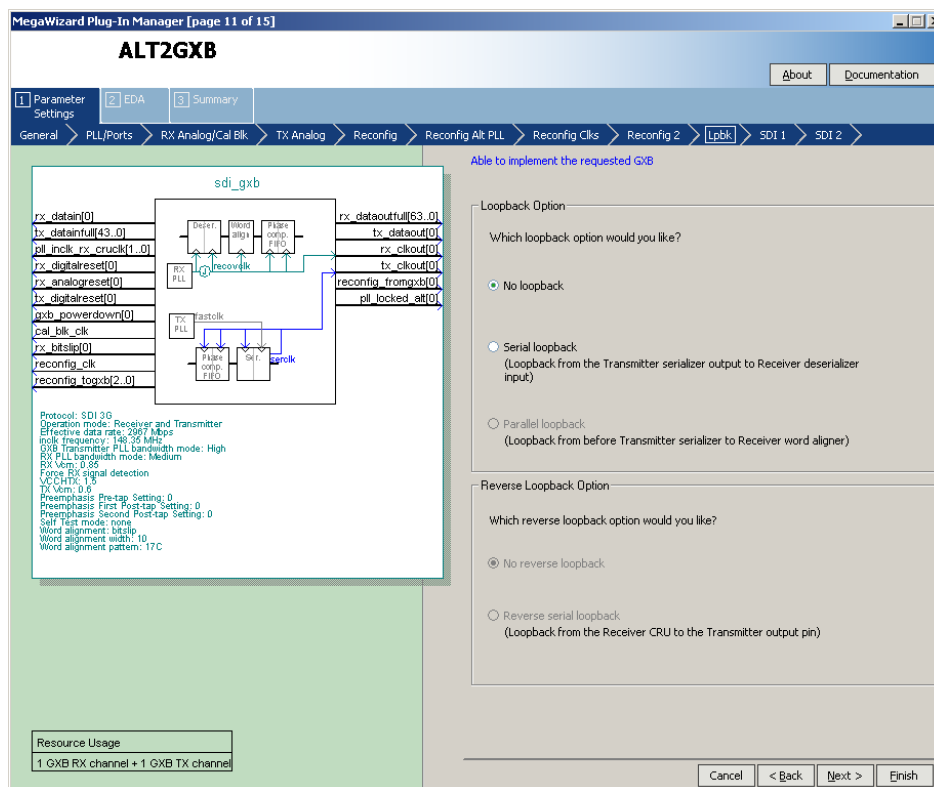 MegaWizard Plug-In Manager [page 11 of 15]
ALT2GXB
About
Documentation
1 Parameter Settings
2 EDA
3 Summary
General
PLL/Ports
RX Analog/Cal Blk
TX Analog
Reconfig
Reconfig Alt PLL
Reconfig Clks
Reconfig 2
Lpbk
SDI 1
SDI 2
sdi_gxb
rx_datain[0]
tx_datainfull[43..0]
pll_inclk_rx_cruclk[1..0]
rx_digitalreset[0]
rx_analogreset[0]
tx_digitalreset[0]
gxb_powerdown[0]
cal_blk_clk
rx_bitslip[0]
reconfig_clk
reconfig_togxb[2..0]
Deser.
Word align
Phase comp. FIFO
RX PLL
recovclk
TX PLL
fastclk
Phase comp. FIFO
Ser.
serclk
rx_dataoutfull[63..0]
tx_dataout[0]
rx_clkout[0]
tx_clkout[0]
reconfig_fromgxb[0]
pll_locked_alt[0]
Protocol: SDI 3G
Operation mode: Receiver and Transmitter
Effective data rate: 2967 Mbps
inclk frequency: 148.35 MHz
GXB Transmitter PLL bandwidth mode: High
RX PLL bandwidth mode: Medium
RX Vcm: 0.85
Force RX signal detection
VCCHTX: 1.5
TX Vcm: 0.6
Preemphasis Pre-tap Setting: 0
Preemphasis First Post-tap Setting: 0
Preemphasis Second Post-tap Setting: 0
Self Test mode: none
Word alignment: bitslip
Word alignment width: 10
Word alignment pattern: 17C
Resource Usage
1 GXB RX channel + 1 GXB TX channel
Able to implement the requested GXB
Loopback Option
Which loopback option would you like?
No loopback
Serial loopback
(Loopback from the Transmitter serializer output to Receiver deserializer
input)
Parallel loopback
(Loopback from before Transmitter serializer to Receiver word aligner)
Reverse Loopback Option
Which reverse loopback option would you like?
No reverse loopback
Reverse serial loopback
(Loopback from the Receiver CRU to the Transmitter output pin)
Cancel
< Back
Next >
Finish